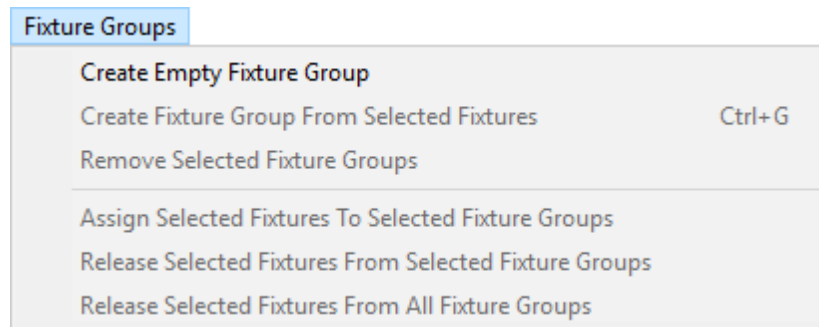 Fixture Groups
Create Empty Fixture Group
Create Fixture Group From Selected Fixtures Ctrl+G
Remove Selected Fixture Groups
Assign Selected Fixtures To Selected Fixture Groups
Release Selected Fixtures From Selected Fixture Groups
Release Selected Fixtures From All Fixture Groups